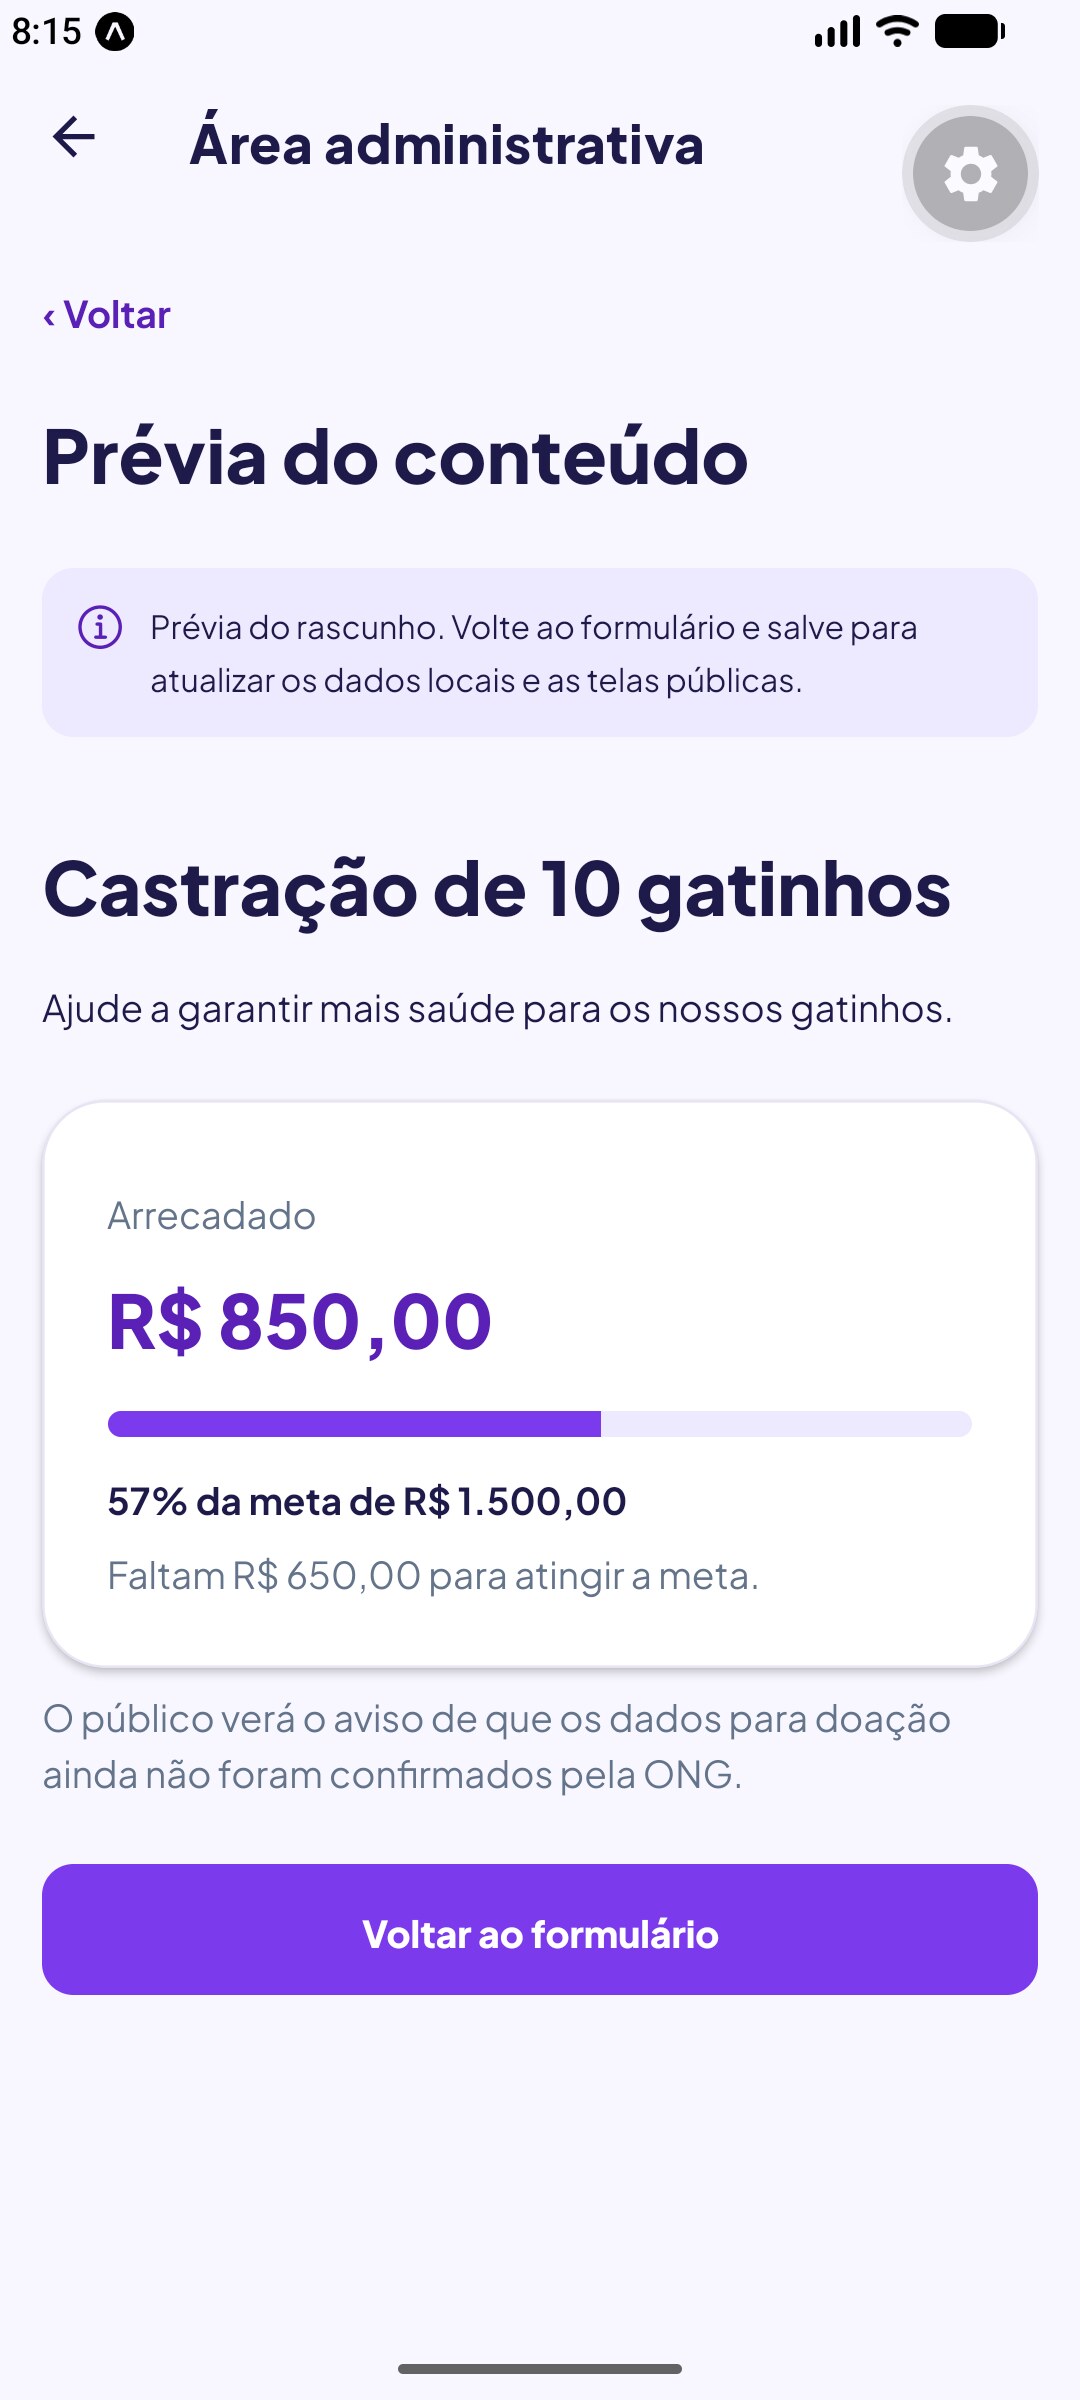 8:15
Área administrativa
‹ Voltar
Prévia do conteúdo
Prévia do rascunho. Volte ao formulário e salve para
atualizar os dados locais e as telas públicas.
Castração de 10 gatinhos
Ajude a garantir mais saúde para os nossos gatinhos.
Arrecadado
R$ 850,00
57% da meta de R$ 1.500,00
Faltam R$ 650,00 para atingir a meta.
O público verá o aviso de que os dados para doação
ainda não foram confirmados pela ONG.
Voltar ao formulário